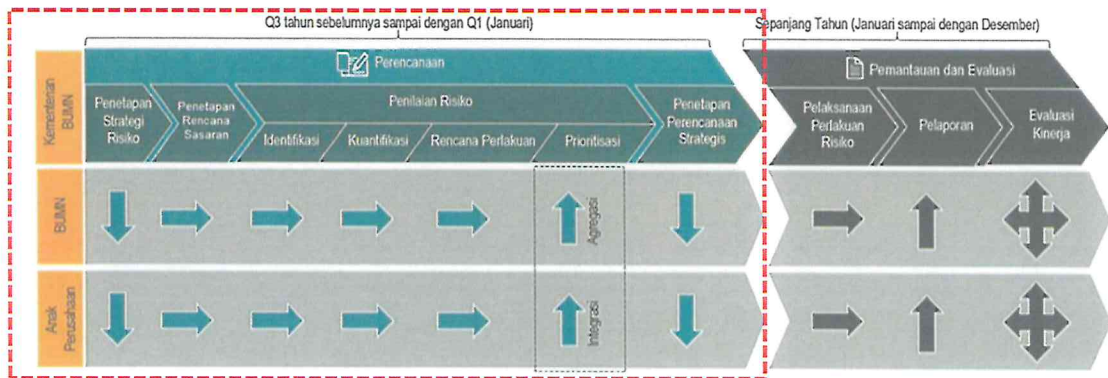 Q3 tahun sebelumnya sampai dengan Q1 (Januari)
Sepanjang Tahun (Januari sampai dengan Desember)
Kementerian
BUMN
Perencanaan
Penetapan
Strategi
Risiko
Penetapan
Rencana
Sasaran
Penilaian Risiko
Identifikasi
Kuantifikasi
Rencana Perlakuan
Prioritisasi
Penetapan
Perencanaan
Strategis
Pemantauan dan Evaluasi
Pelaksanaan
Perlakuan
Risiko
Pelaporan
Evaluasi
Kinerja
BUMN
Agregasi
Anak
Perusahaan
Integrasi